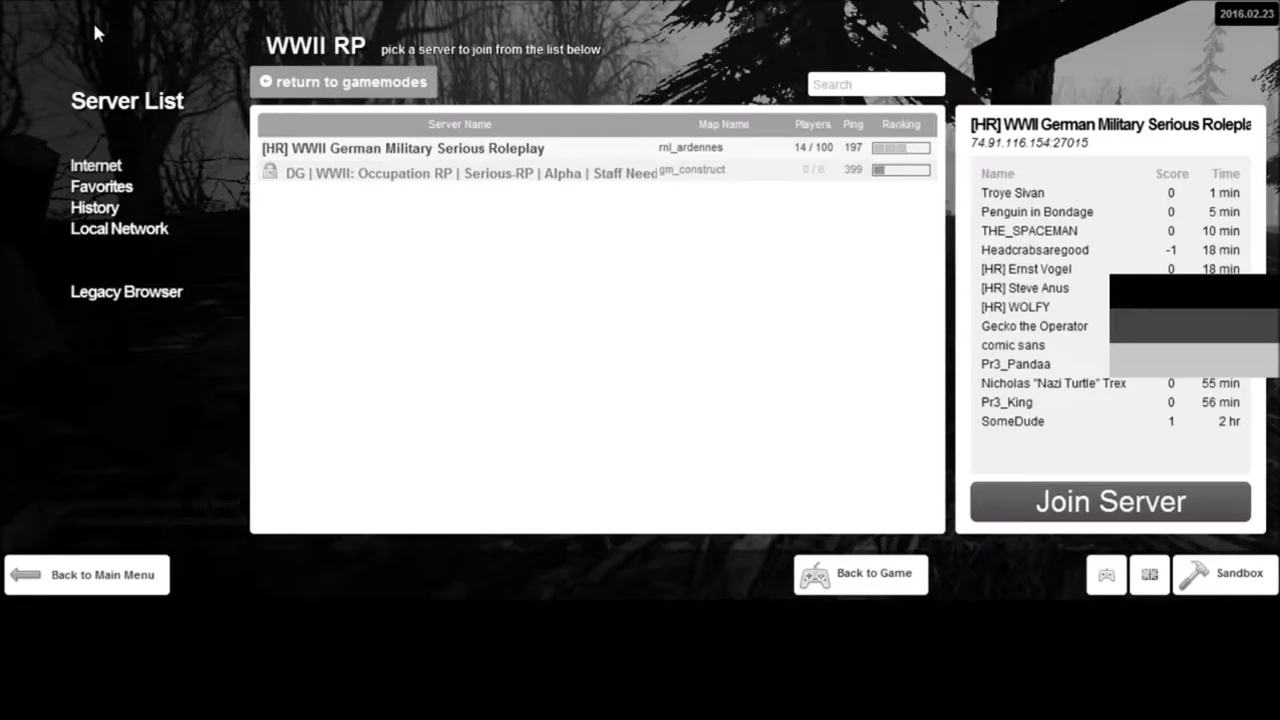 2016.02.23
WWII RP pick a server to join from the list below
return to gamemodes
Search
Server List
Internet
Favorites
History
Local Network
Legacy Browser
Server Name Map Name Players Ping Ranking
[HR] WWII German Military Serious Roleplay rnl_ardennes 14 / 100 197
DG | WWII: Occupation RP | Serious-RP | Alpha | Staff Need gm_construct 0 / 8 399
[HR] WWII German Military Serious Rolepla
74.91.116.154:27015
Name Score Time
Troye Sivan 0 1 min
Penguin in Bondage 0 5 min
THE_SPACEMAN 0 10 min
Headcrabsaregood -1 18 min
[HR] Ernst Vogel 0 18 min
[HR] Steve Anus
[HR] WOLFY
Gecko the Operator
comic sans
Pr3_Pandaa
Nicholas "Nazi Turtle" Trex 0 55 min
Pr3_King 0 56 min
SomeDude 1 2 hr
Join Server
Back to Main Menu
Back to Game
Sandbox